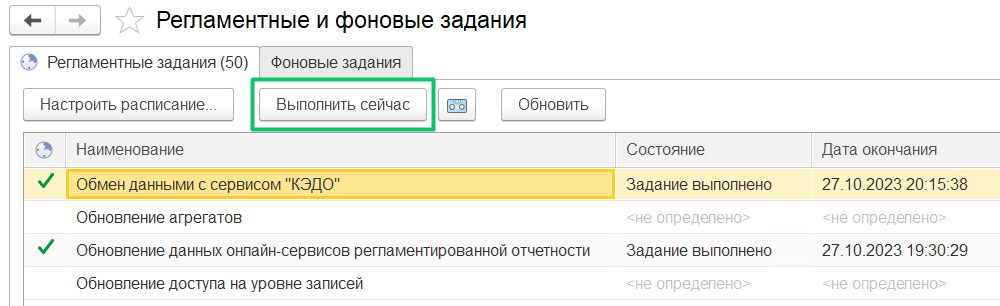 Регламентные и фоновые задания
Регламентные задания (50) Фоновые задания
Настроить расписание... Выполнить сейчас Обновить
Наименование Состояние Дата окончания
Обмен данными с сервисом "КЭДО" Задание выполнено 27.10.2023 20:15:38
Обновление агрегатов <не определено> <не определено>
Обновление данных онлайн-сервисов регламентированной отчетности Задание выполнено 27.10.2023 19:30:29
Обновление доступа на уровне записей <не определено> <не определено>